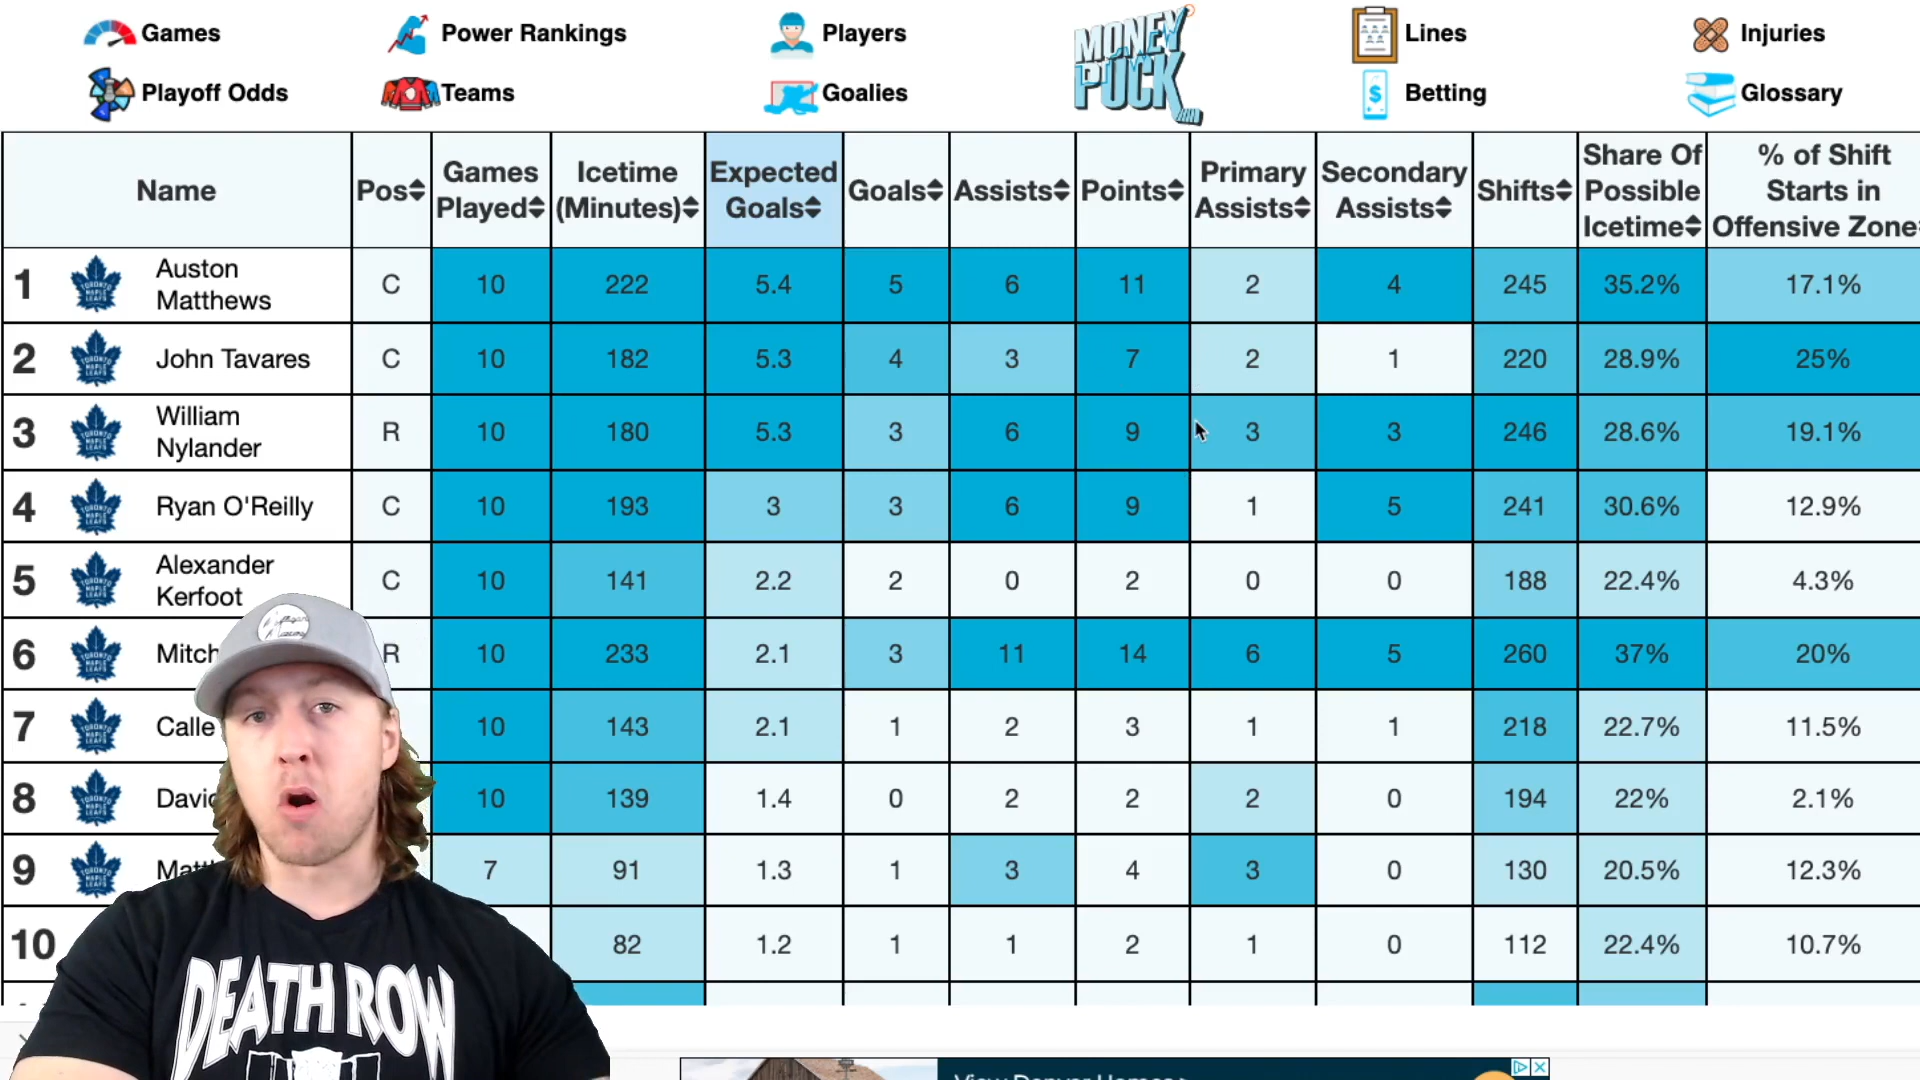 Games
Power Rankings
Players
MONEY
PUCK
Lines
Injuries
Playoff Odds
Teams
Goalies
Betting
Glossary
Name Pos Games Played Icetime (Minutes) Expected Goals Goals Assists Points Primary Assists Secondary Assists Shifts Share Of Possible Icetime % of Shift Starts in Offensive Zone
1 Auston Matthews C 10 222 5.4 5 6 11 2 4 245 35.2% 17.1%
2 John Tavares C 10 182 5.3 4 3 7 2 1 220 28.9% 25%
3 William Nylander R 10 180 5.3 3 6 9 3 3 246 28.6% 19.1%
4 Ryan O'Reilly C 10 193 3 3 6 9 1 5 241 30.6% 12.9%
5 Alexander Kerfoot C 10 141 2.2 2 0 2 0 0 188 22.4% 4.3%
6 Mitch R 10 233 2.1 3 11 14 6 5 260 37% 20%
7 Calle 10 143 2.1 1 2 3 1 1 218 22.7% 11.5%
8 David 10 139 1.4 0 2 2 2 0 194 22% 2.1%
9 7 91 1.3 1 3 4 3 0 130 20.5% 12.3%
10 82 1.2 1 1 2 1 0 112 22.4% 10.7%
DEATH ROW
View Denver Homes >